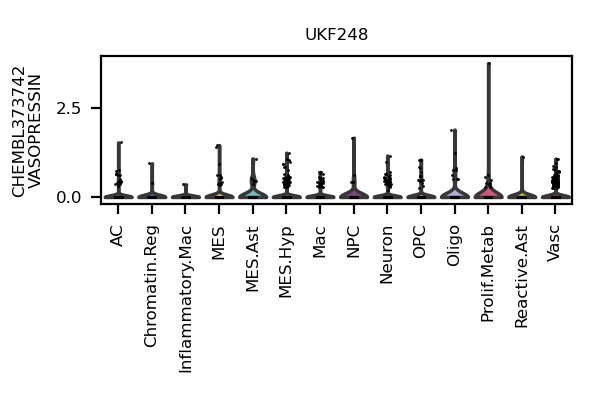 UKF248
CHEMBL373742
VASOPRESSIN
2.5
0.0
AC
Chromatin.Reg
Inflammatory.Mac
MES
MES.Ast
MES.Hyp
Mac
NPC
Neuron
OPC
Oligo
Prolif.Metab
Reactive.Ast
Vasc